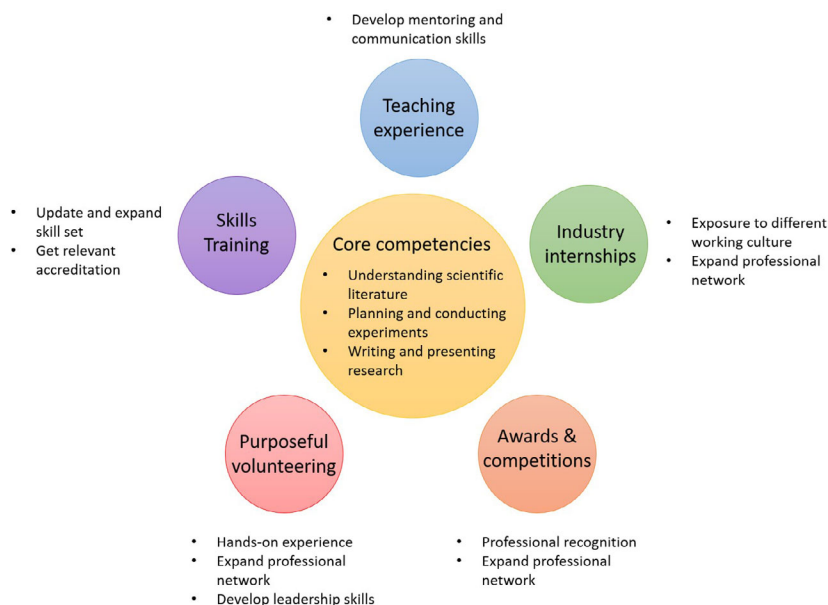 • Develop mentoring and
communication skills
Teaching
experience
Skills
Training
• Update and expand
skill set
• Get relevant
accreditation
Core competencies
• Understanding scientific
literature
• Planning and conducting
experiments
• Writing and presenting
research
Industry
internships
• Exposure to different
working culture
• Expand professional
network
Purposeful
volunteering
• Hands-on experience
• Expand professional
network
• Develop leadership skills
Awards &
competitions
• Professional recognition
• Expand professional
network